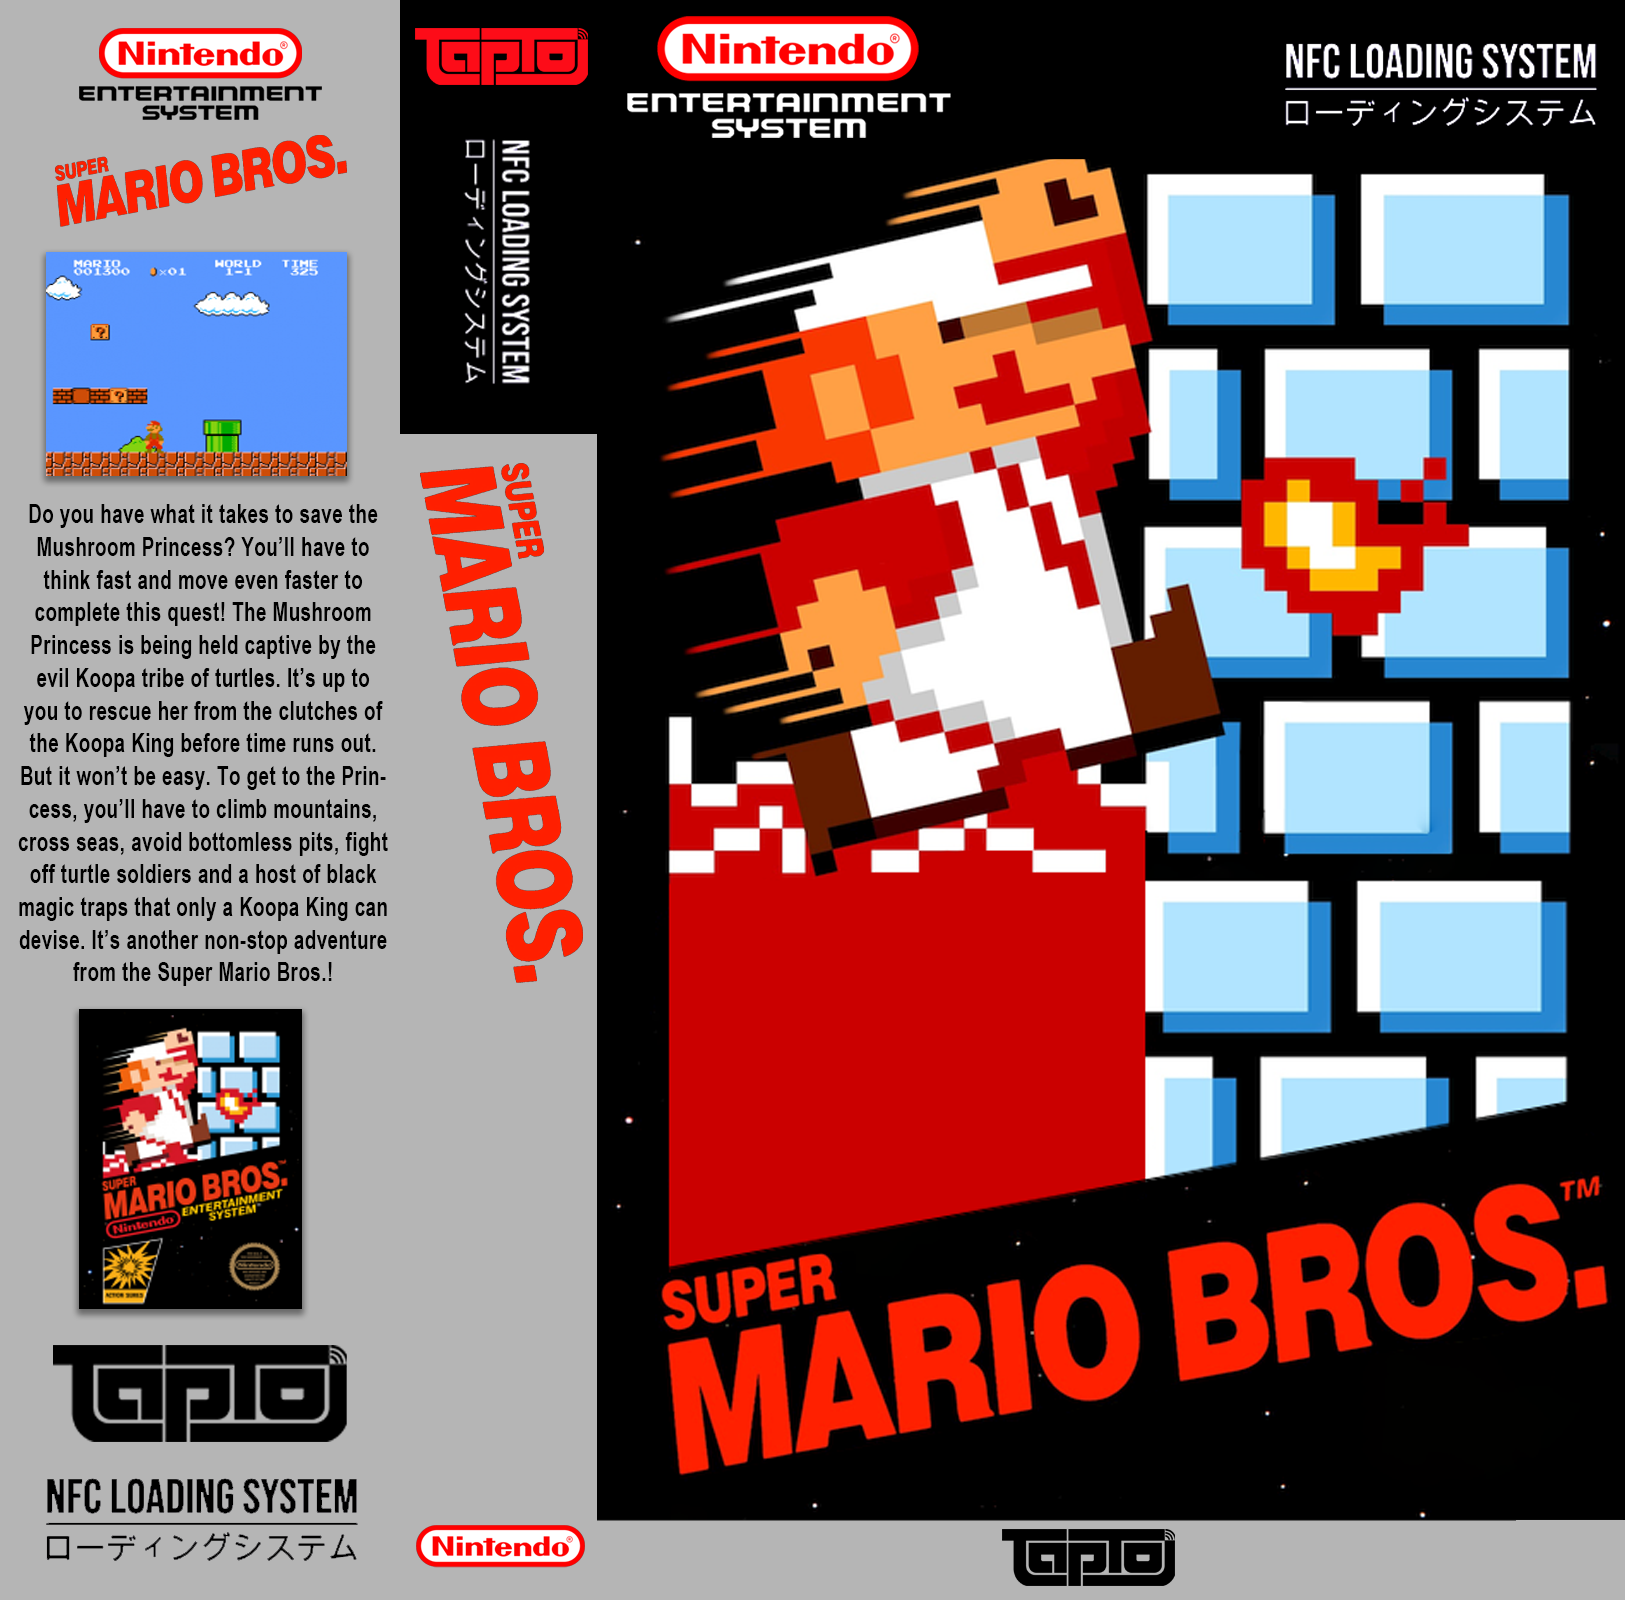 Nintendo®
ENTERTAINMENT
SYSTEM
SUPER
MARIO BROS.
MARIO WORLD TIME
001300 ×01 1-1 325
?
?
Do you have what it takes to save the
Mushroom Princess? You'll have to
think fast and move even faster to
complete this quest! The Mushroom
Princess is being held captive by the
evil Koopa tribe of turtles. It's up to
you to rescue her from the clutches of
the Koopa King before time runs out.
But it won't be easy. To get to the Prin-
cess, you'll have to climb mountains,
cross seas, avoid bottomless pits, fight
off turtle soldiers and a host of black
magic traps that only a Koopa King can
devise. It's another non-stop adventure
from the Super Mario Bros.!
SUPER
MARIO BROS.
Nintendo
ENTERTAINMENT
SYSTEM
ACTION SERIES
Nintendo
TapTo
NFC LOADING SYSTEM
ローディングシステム
TapTo
NFC LOADING SYSTEM
ローディングシステム
SUPER
MARIO BROS.
Nintendo®
Nintendo®
ENTERTAINMENT
SYSTEM
NFC LOADING SYSTEM
ローディングシステム
SUPER
MARIO BROS.™
TapTo